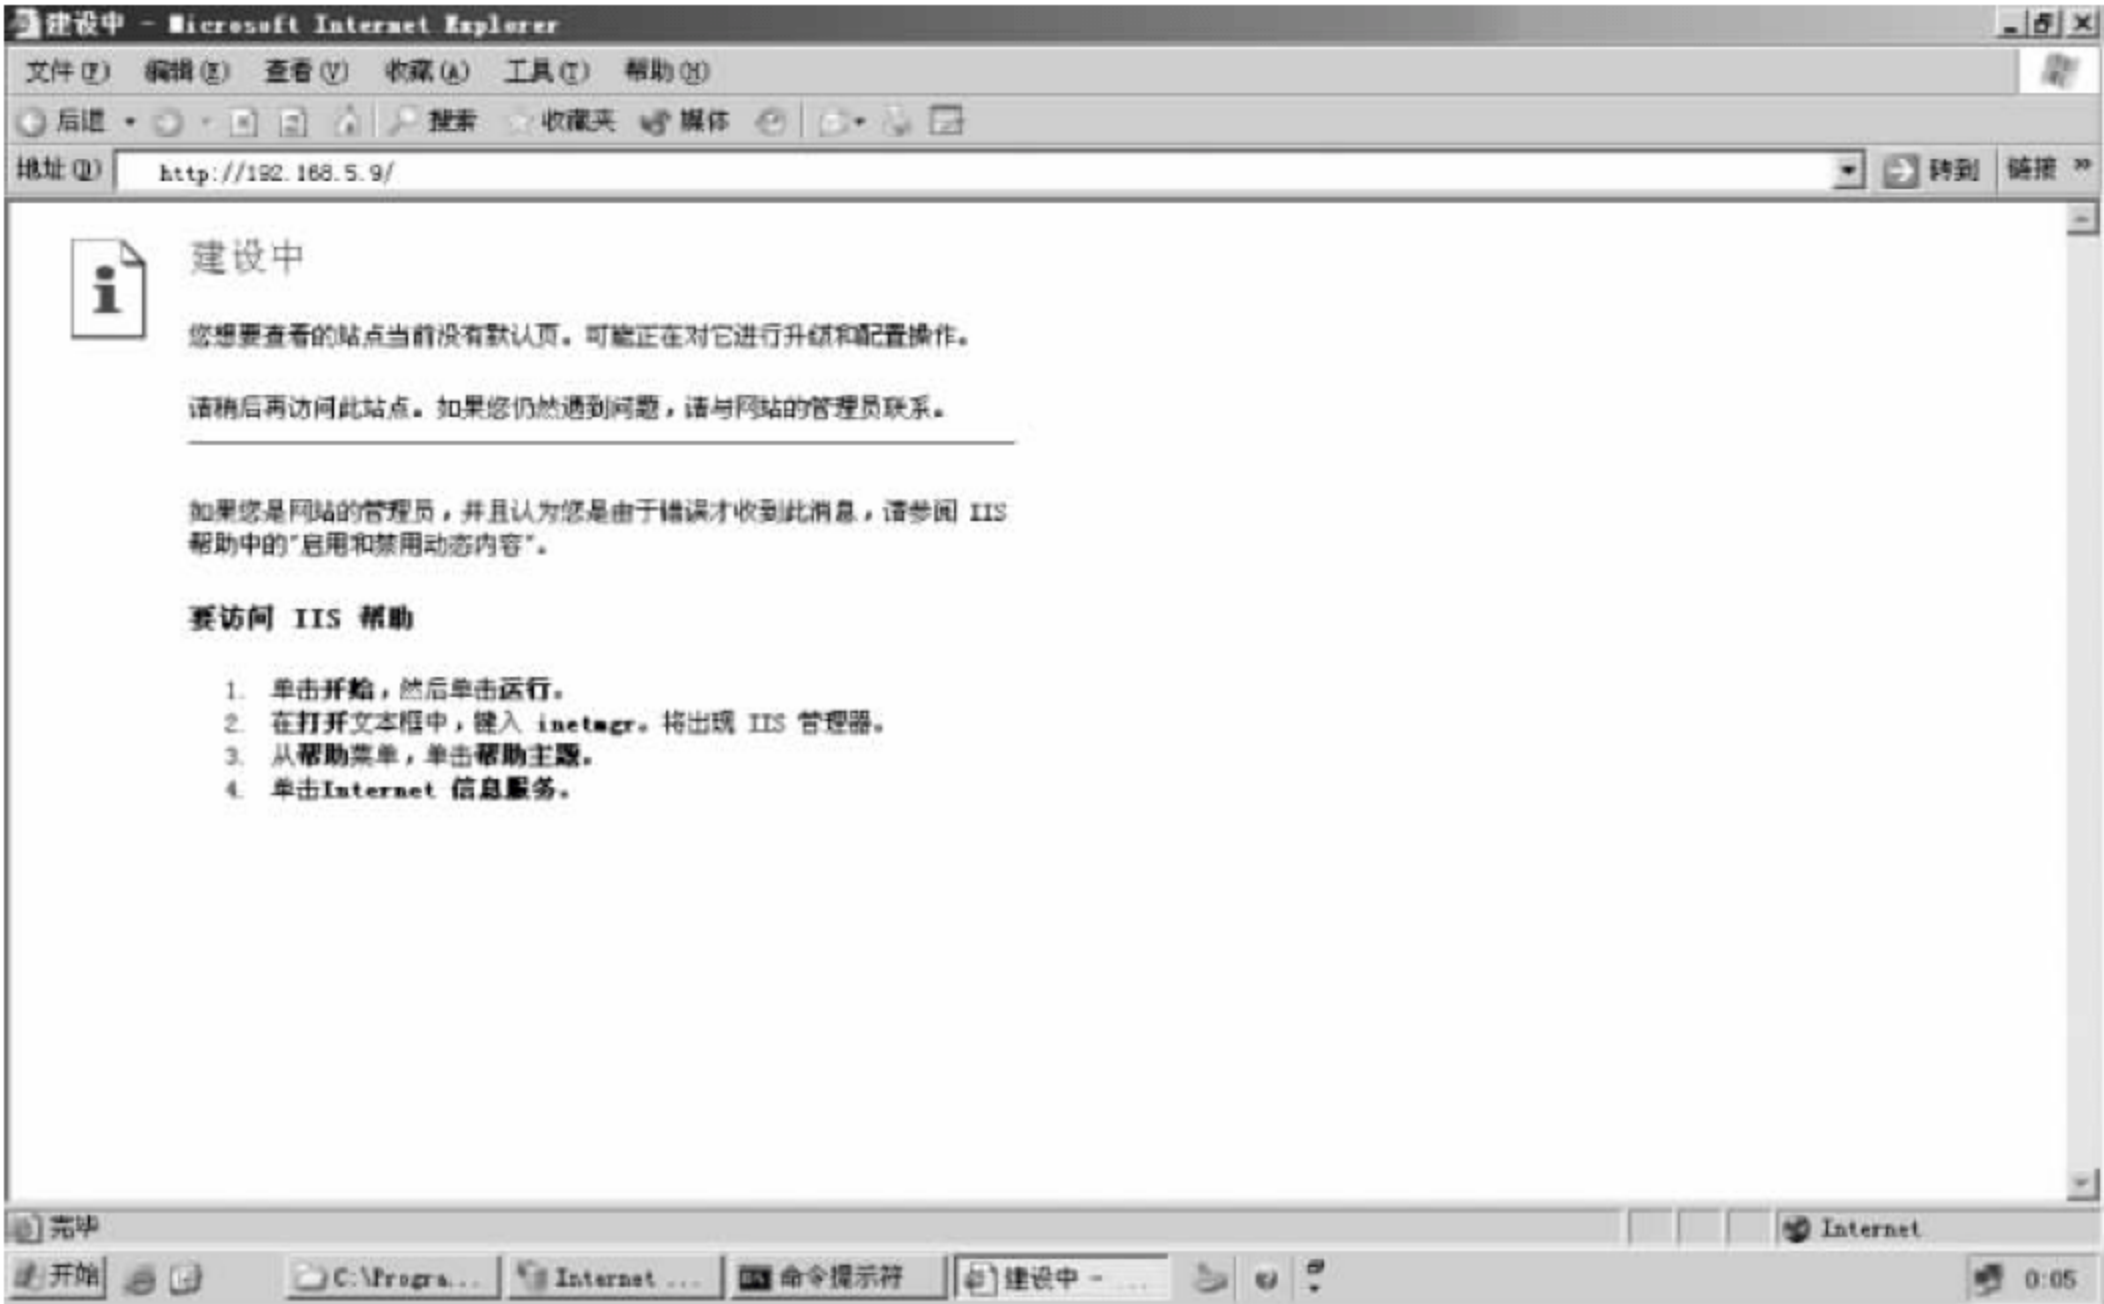 建设中 - Microsoft Internet Explorer
文件(F) 编辑(E) 查看(V) 收藏(A) 工具(T) 帮助(H)
后退 搜索 收藏夹 媒体
地址(D) http://192.168.5.9/ 转到 链接 »
建设中
您想要查看的站点当前没有默认页。可能正在对它进行升级和配置操作。
请稍后再访问此站点。如果您仍然遇到问题，请与网站的管理员联系。
如果您是网站的管理员，并且认为您是由于错误才收到此消息，请参阅 IIS
帮助中的"启用和禁用动态内容"。
要访问 IIS 帮助
1. 单击开始，然后单击运行。
2. 在打开文本框中，键入 inetmgr。将出现 IIS 管理器。
3. 从帮助菜单，单击帮助主题。
4. 单击Internet 信息服务。
完毕 Internet
开始 C:\Progra... Internet ... 命令提示符 建设中 - ... 0:05